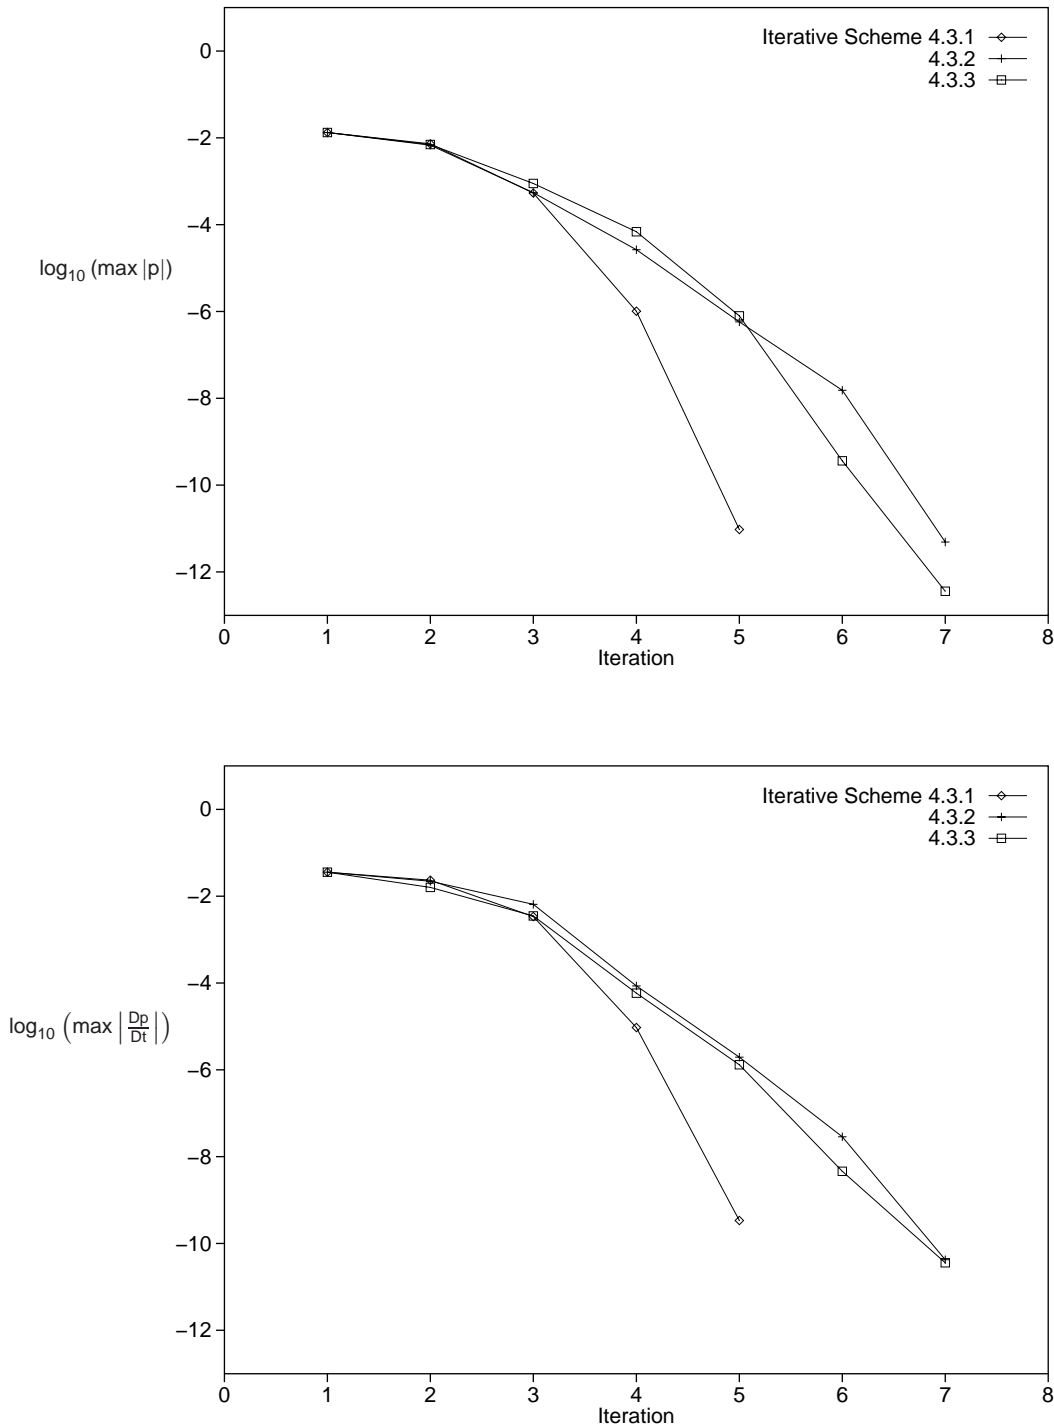 Iterative Scheme 4.3.1
4.3.2
4.3.3
0
−2
−4
log10 (max |p|)
−6
−8
−10
−12
0 1 2 3 4 5 6 7 8
Iteration
Iterative Scheme 4.3.1
4.3.2
4.3.3
0
−2
−4
log10 (max |Dp/Dt|)
−6
−8
−10
−12
0 1 2 3 4 5 6 7 8
Iteration